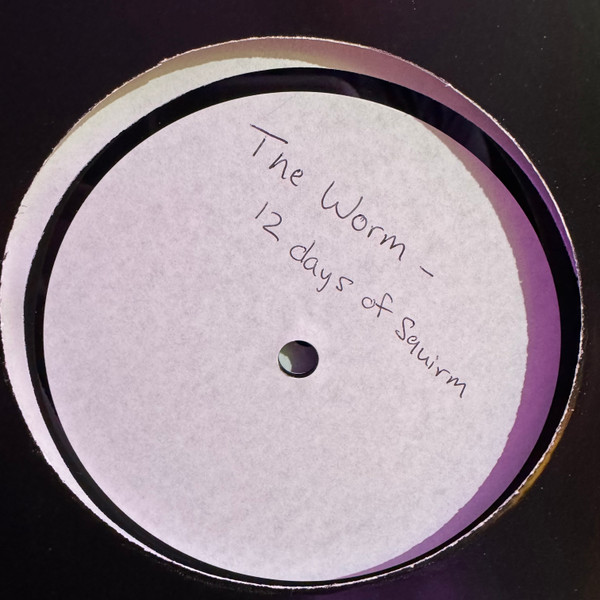 The Worm -
12 days of Squirm